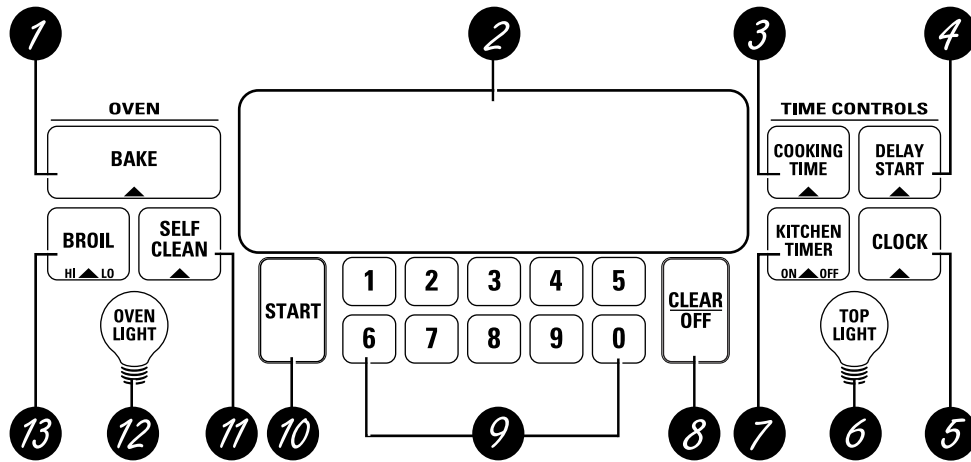 1 2 3 4
OVEN
TIME CONTROLS
BAKE
COOKING
TIME
DELAY
START
BROIL
HI LO
SELF
CLEAN
KITCHEN
TIMER
ON OFF
CLOCK
OVEN
LIGHT
START
1 2 3 4 5
6 7 8 9 0
CLEAR
OFF
TOP
LIGHT
13 12 11 10 9 8 7 6 5